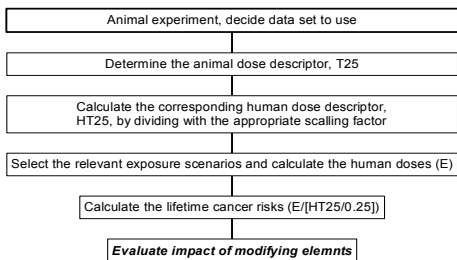 Animal experiment, decide data set to use
Determine the animal dose descriptor, T25
Calculate the corresponding human dose descriptor,
HT25, by dividing with the appropriate scalling factor
Select the relevant exposure scenarios and calculate the human doses (E)
Calculate the lifetime cancer risks (E/[HT25/0.25])
Evaluate impact of modifying elemnts